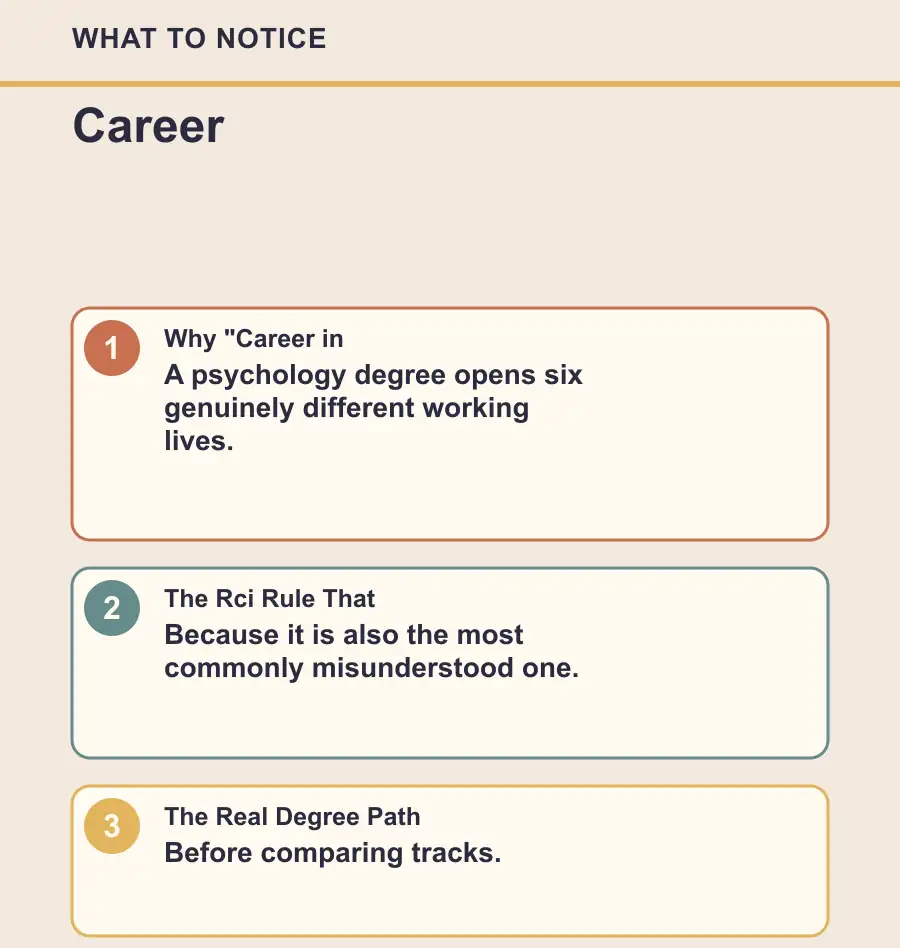 WHAT TO NOTICE
Career
1
Why "Career in
A psychology degree opens six
genuinely different working
lives.
2
The Rci Rule That
Because it is also the most
commonly misunderstood one.
3
The Real Degree Path
Before comparing tracks.